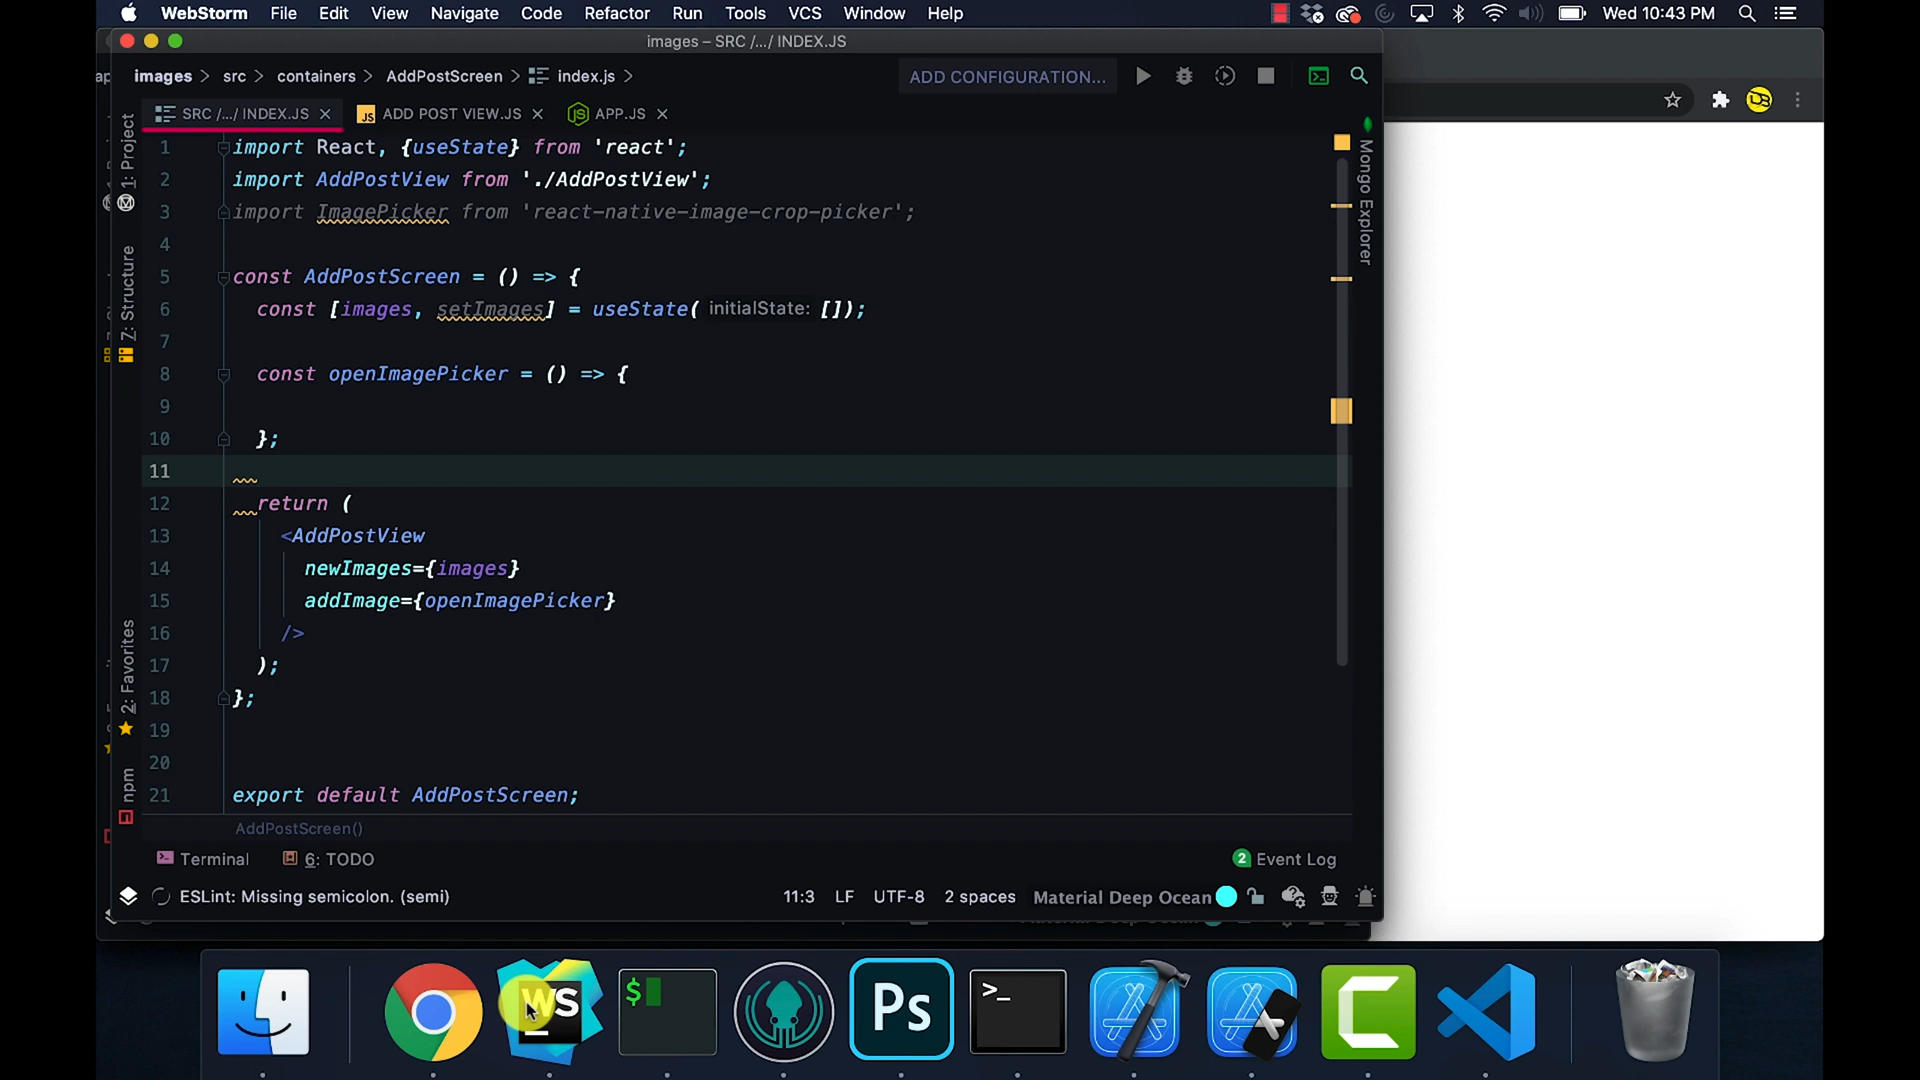 WebStorm File Edit View Navigate Code Refactor Run Tools VCS Window Help Wed 10:43 PM
images – SRC /.../ INDEX.JS
images > src > containers > AddPostScreen > index.js > ADD CONFIGURATION...
SRC /.../ INDEX.JS ADD POST VIEW.JS APP.JS
1: Project
7: Structure
2: Favorites
npm
Mongo Explorer
1 import React, {useState} from 'react';
2 import AddPostView from './AddPostView';
3 import ImagePicker from 'react-native-image-crop-picker';
4
5 const AddPostScreen = () => {
6 const [images, setImages] = useState( initialState: []);
7
8 const openImagePicker = () => {
9
10 };
11
12 return (
13 <AddPostView
14 newImages={images}
15 addImage={openImagePicker}
16 />
17 );
18 };
19
20
21 export default AddPostScreen;
AddPostScreen()
Terminal 6: TODO 2 Event Log
ESLint: Missing semicolon. (semi) 11:3 LF UTF-8 2 spaces Material Deep Ocean
WS $ Ps >_ C